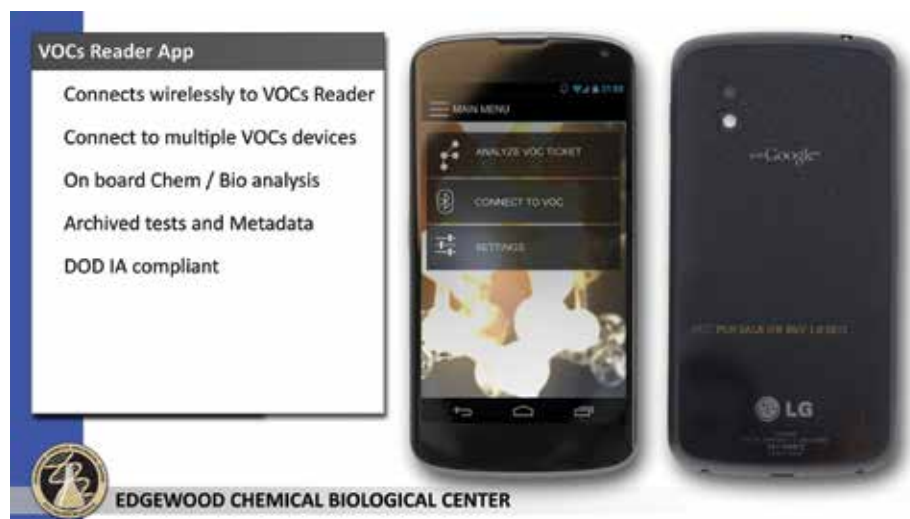 VOCs Reader App
Connects wirelessly to VOCs Reader
Connect to multiple VOCs devices
On board Chem / Bio analysis
Archived tests and Metadata
DOD IA compliant
MAIN MENU
ANALYZE VOC TICKET
CONNECT TO VOC
SETTINGS
Google
LG
EDGEWOOD CHEMICAL BIOLOGICAL CENTER